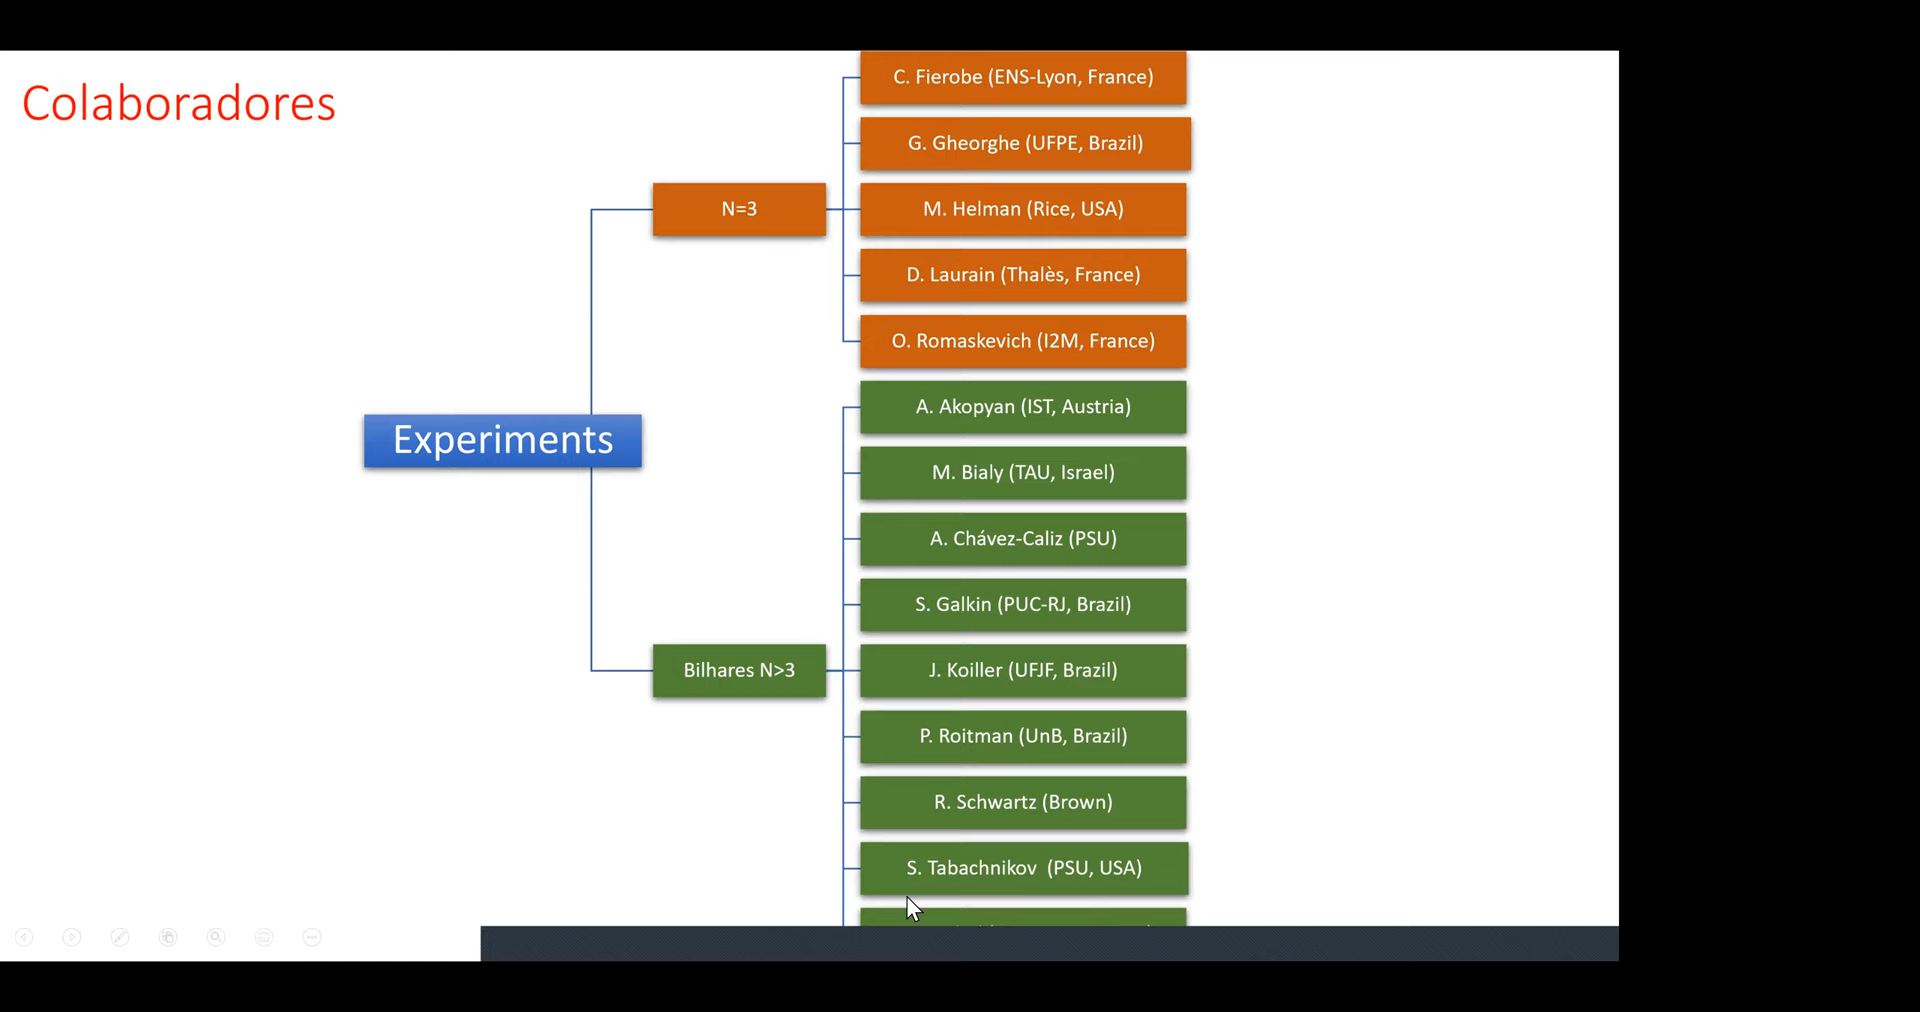 Colaboradores
Experiments
N=3
C. Fierobe (ENS-Lyon, France)
G. Gheorghe (UFPE, Brazil)
M. Helman (Rice, USA)
D. Laurain (Thalès, France)
O. Romaskevich (I2M, France)
Bilhares N>3
A. Akopyan (IST, Austria)
M. Bialy (TAU, Israel)
A. Chávez-Caliz (PSU)
S. Galkin (PUC-RJ, Brazil)
J. Koiller (UFJF, Brazil)
P. Roitman (UnB, Brazil)
R. Schwartz (Brown)
S. Tabachnikov  (PSU, USA)